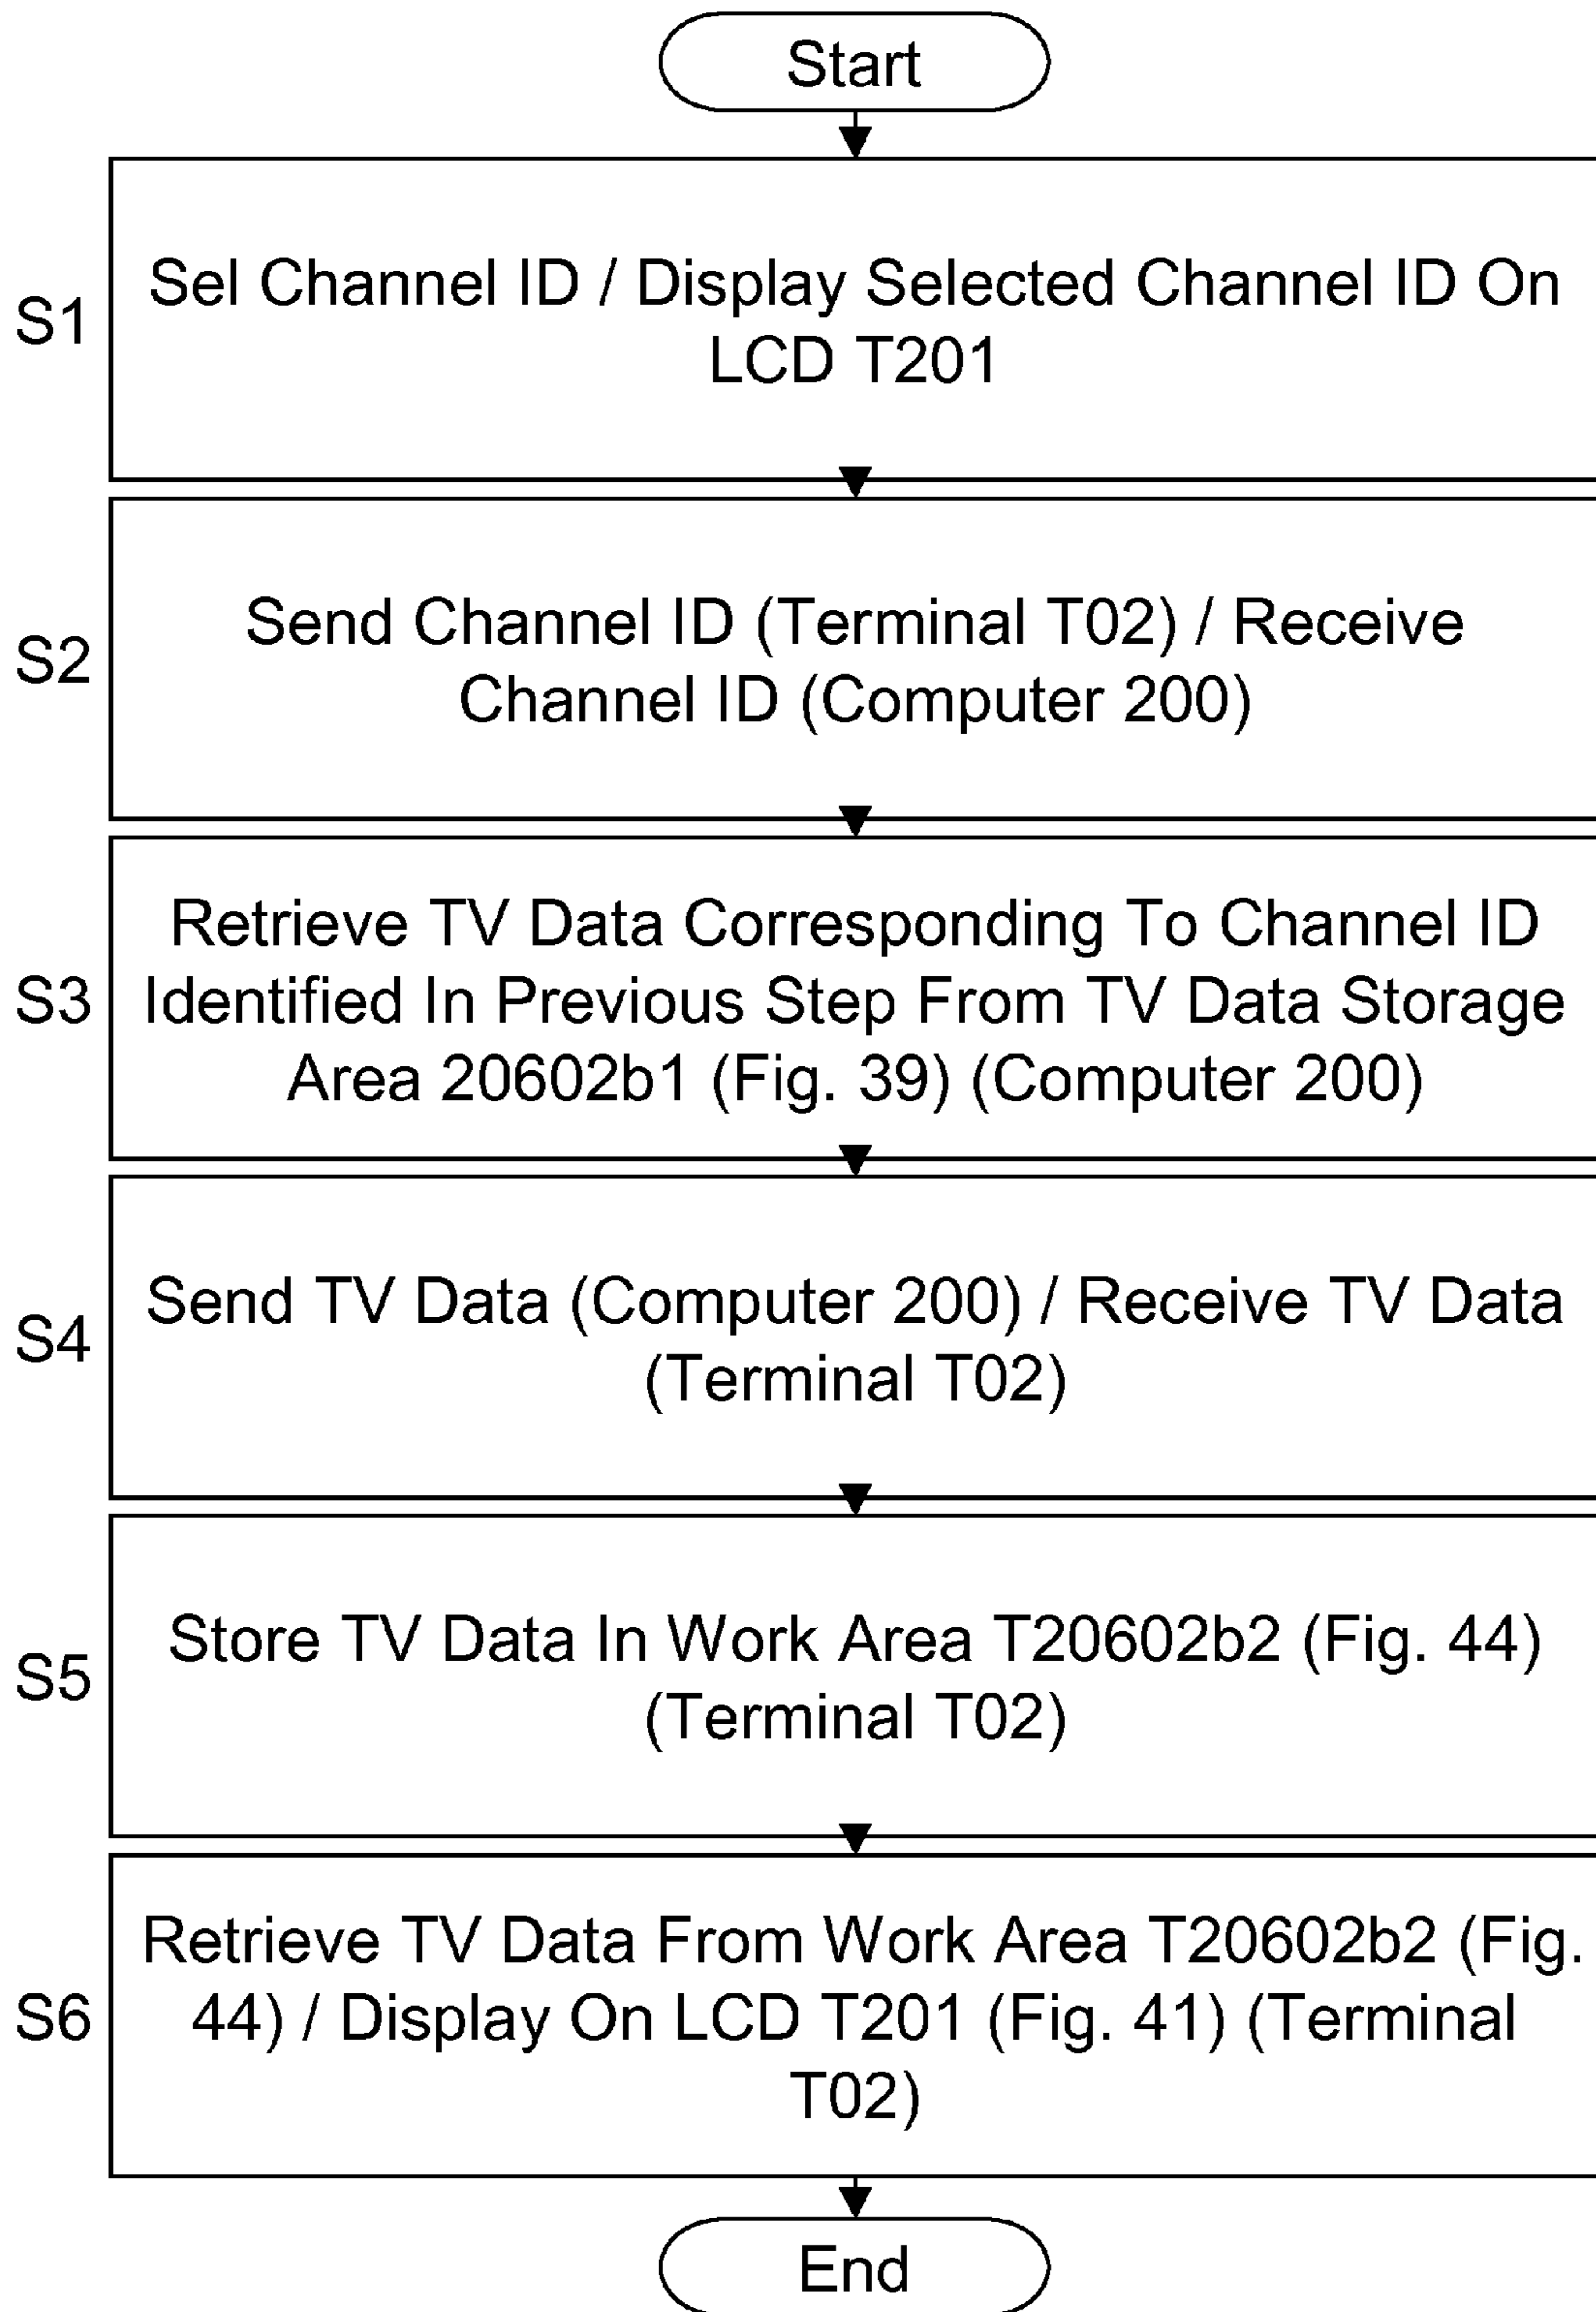 Start
S1
Sel Channel ID / Display Selected Channel ID On
LCD T201
S2
Send Channel ID (Terminal T02) / Receive
Channel ID (Computer 200)
S3
Retrieve TV Data Corresponding To Channel ID
Identified In Previous Step From TV Data Storage
Area 20602b1 (Fig. 39) (Computer 200)
S4
Send TV Data (Computer 200) / Receive TV Data
(Terminal T02)
S5
Store TV Data In Work Area T20602b2 (Fig. 44)
(Terminal T02)
S6
Retrieve TV Data From Work Area T20602b2 (Fig.
44) / Display On LCD T201 (Fig. 41) (Terminal
T02)
End